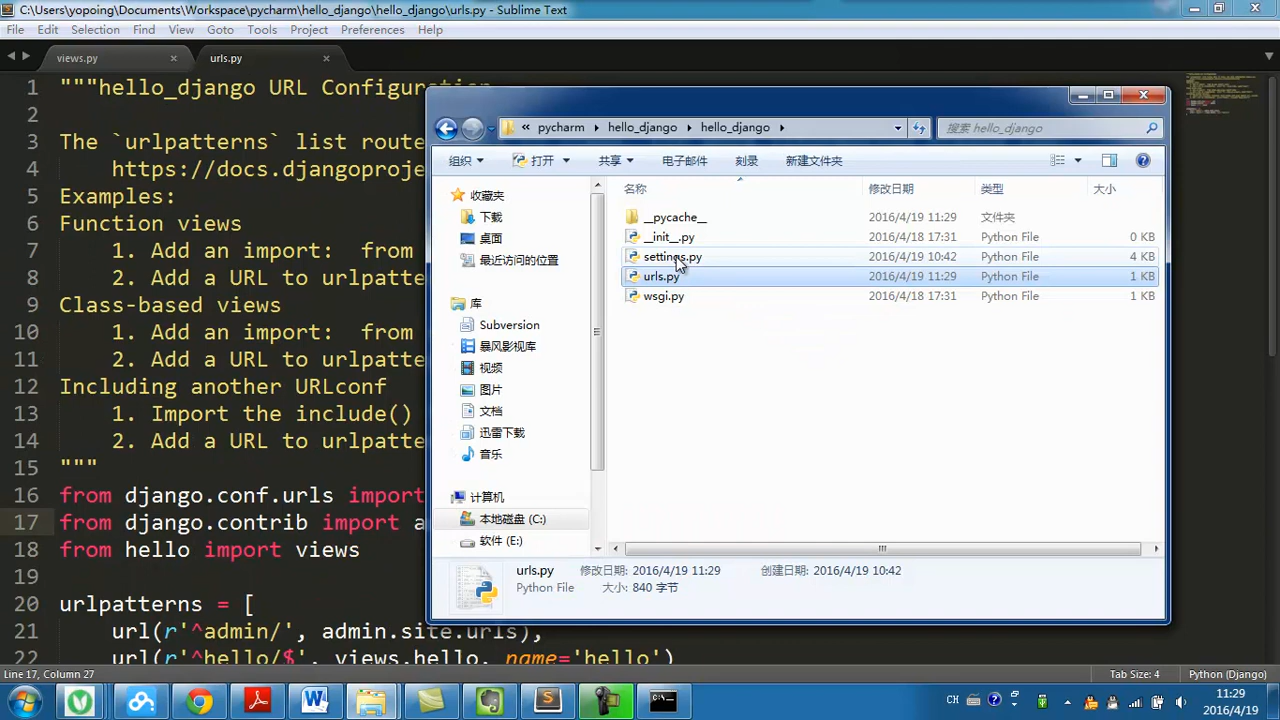 C:\Users\yopoing\Documents\Workspace\pycharm\hello_django\hello_django\urls.py - Sublime Text
File Edit Selection Find View Goto Tools Project Preferences Help
views.py urls.py
1 """hello_django URL Configuration
2
3 The `urlpatterns` list route
4 https://docs.djangoproje
5 Examples:
6 Function views
7 1. Add an import: from
8 2. Add a URL to urlpatte
9 Class-based views
10 1. Add an import: from
11 2. Add a URL to urlpatte
12 Including another URLconf
13 1. Import the include()
14 2. Add a URL to urlpatte
15 """
16 from django.conf.urls import
17 from django.contrib import a
18 from hello import views
19
20 urlpatterns = [
21 url(r'^admin/', admin.site.urls),
22 url(r'^hello/$', views.hello, name='hello')
« pycharm hello_django hello_django
搜索 hello_django
组织 打开 共享 电子邮件 刻录 新建文件夹
收藏夹
下载
桌面
最近访问的位置
库
Subversion
暴风影视库
视频
图片
文档
迅雷下载
音乐
计算机
本地磁盘 (C:)
软件 (E:)
名称 修改日期 类型 大小
__pycache__ 2016/4/19 11:29 文件夹
__init__.py 2016/4/18 17:31 Python File 0 KB
settings.py 2016/4/19 10:42 Python File 4 KB
urls.py 2016/4/19 11:29 Python File 1 KB
wsgi.py 2016/4/18 17:31 Python File 1 KB
urls.py 修改日期: 2016/4/19 11:29 创建日期: 2016/4/19 10:42
Python File 大小: 840 字节
Line 17, Column 27 Tab Size: 4 Python (Django)
CH 11:29
2016/4/19